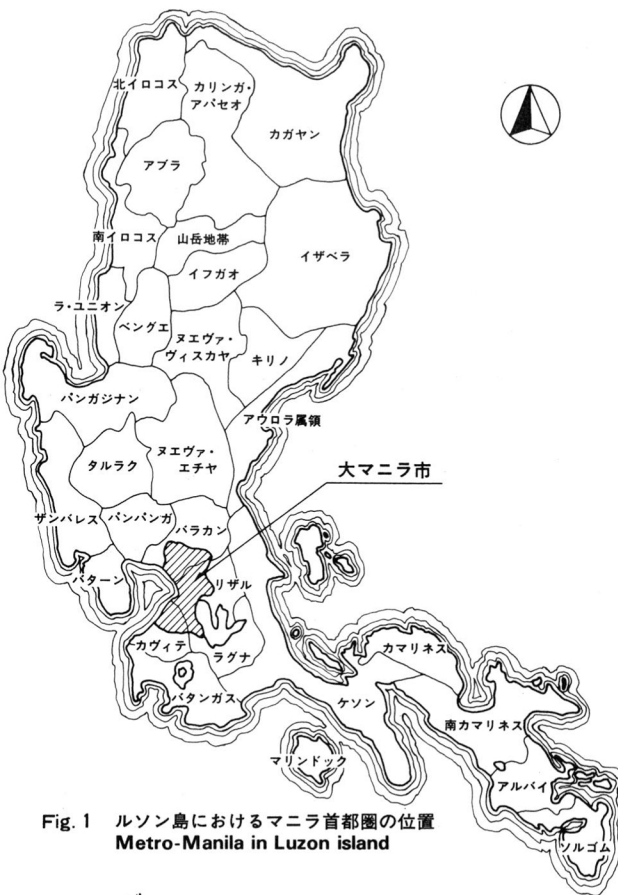 北イロコス
カリンガ・
アパセオ
カガヤン
アブラ
南イロコス
山岳地帯
イフガオ
イザベラ
ラ・ユニオン
ベングエ
ヌエヴァ・
ヴィスカヤ
キリノ
パンガジナン
アウロラ属領
タルラク
ヌエヴァ・
エチヤ
大マニラ市
ザンバレス
パンパンガ
バラカン
バターン
リザル
カヴィテ
ラグナ
カマリネス
バタンガス
ケソン
南カマリネス
マリンドック
アルバイ
ソルゴム
Fig. 1 ルソン島におけるマニラ首都圏の位置
Metro-Manila in Luzon island